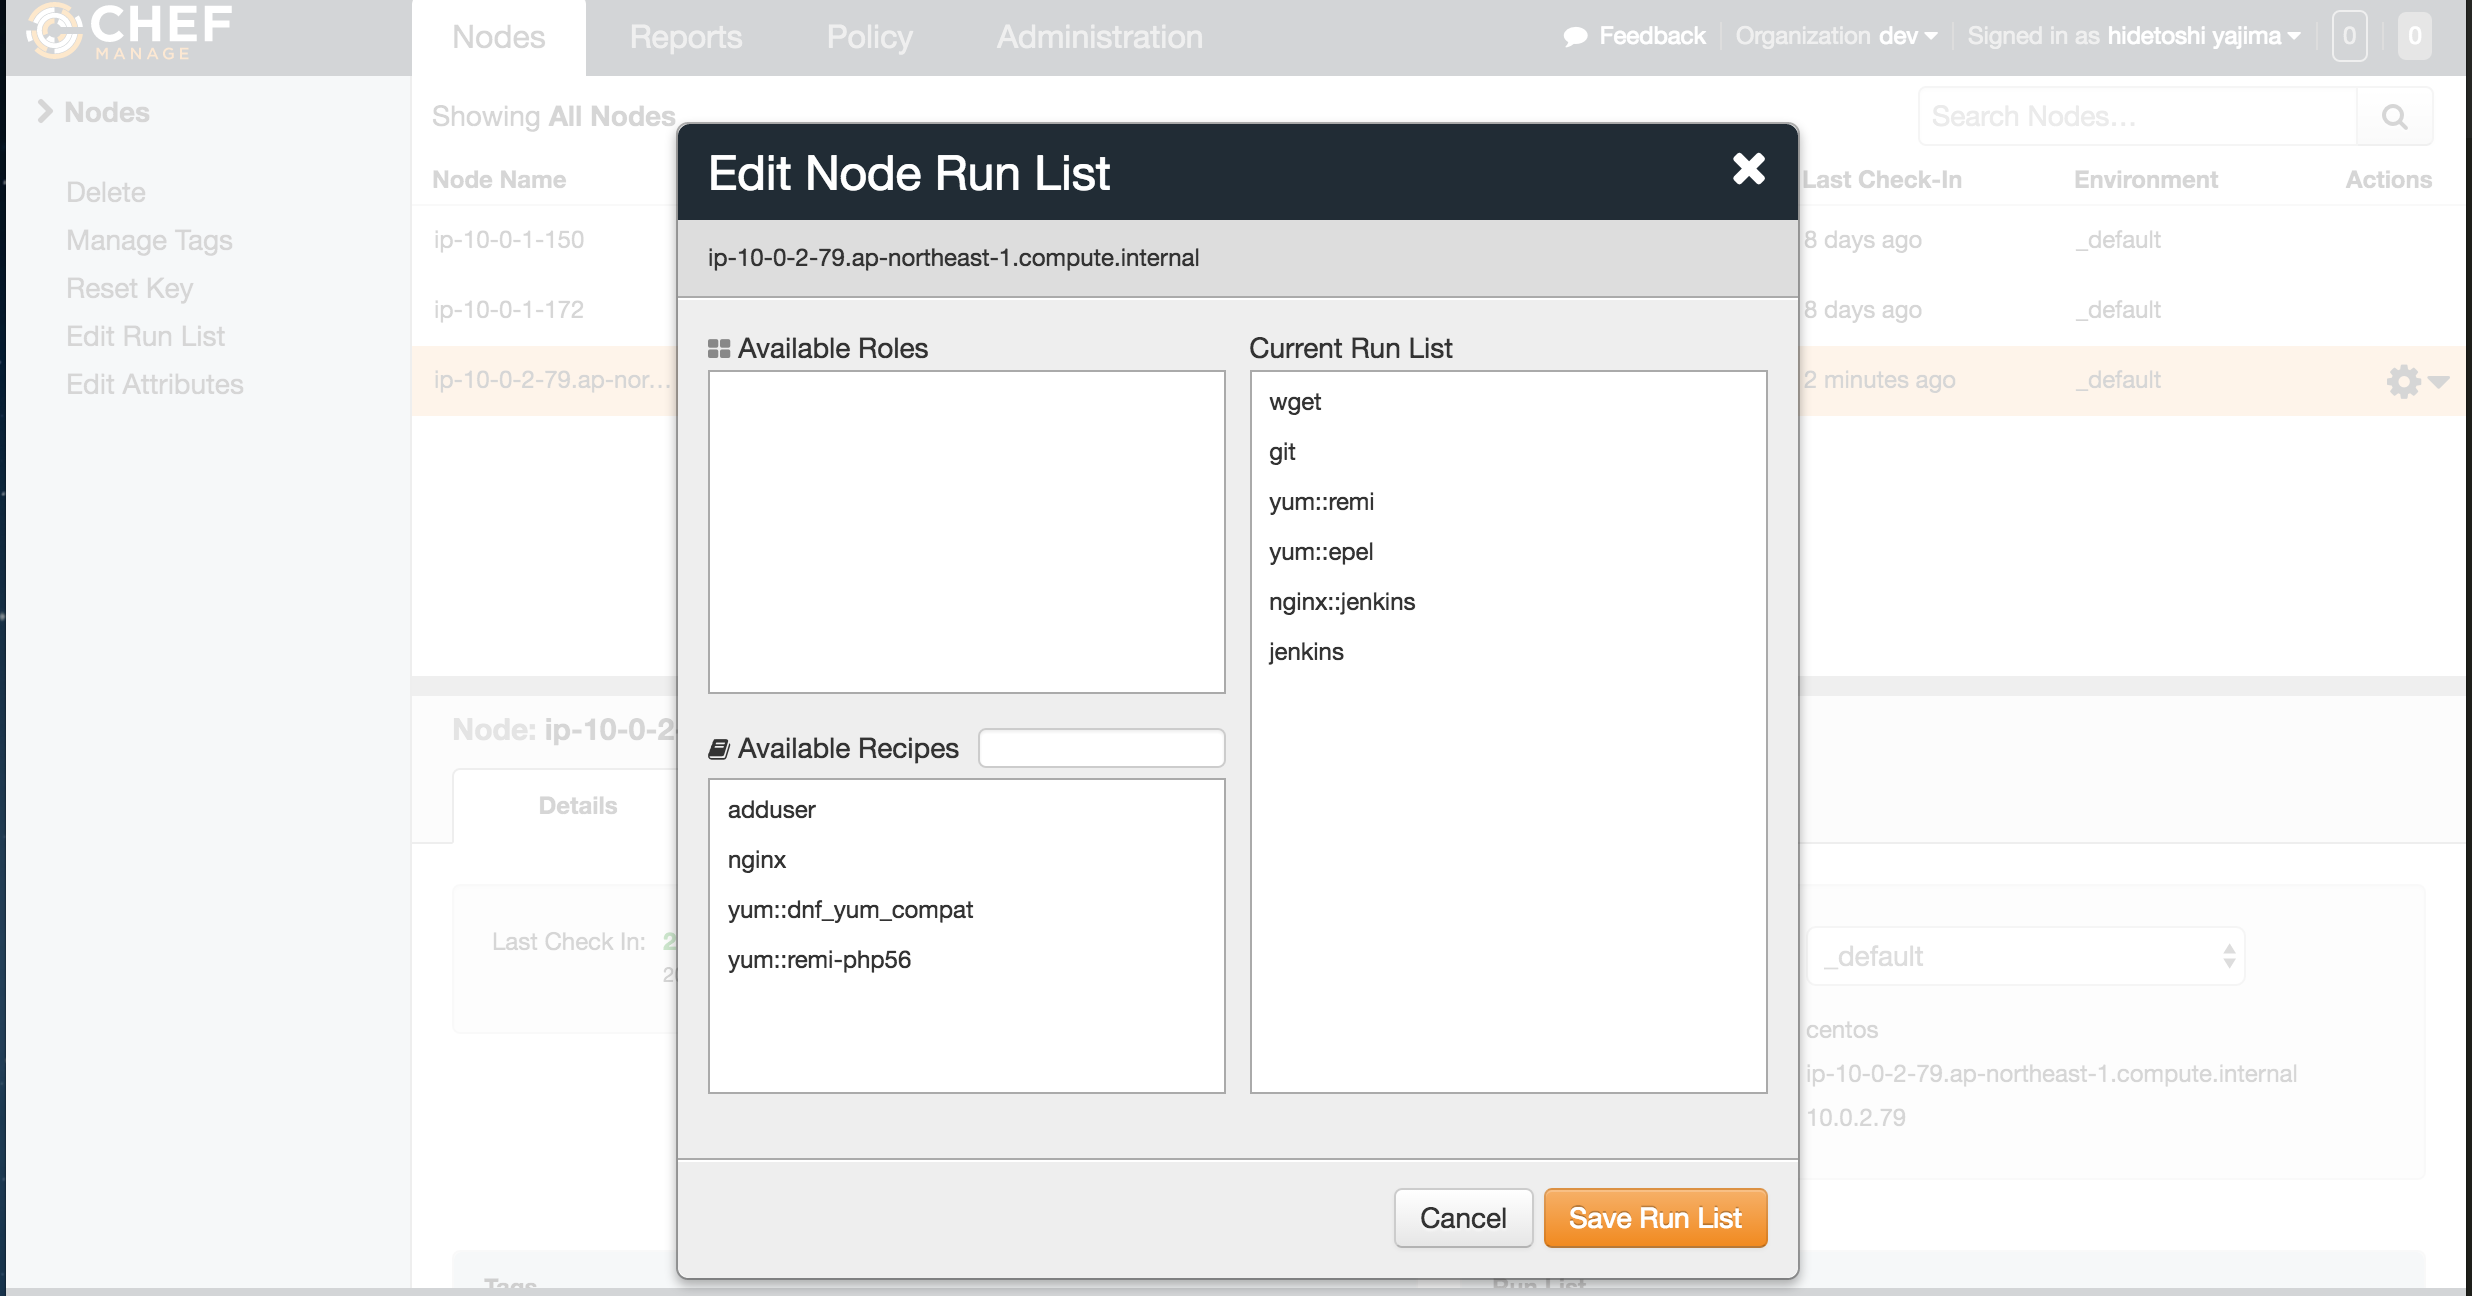 CHEF
MANAGE
Nodes Reports Policy Administration Feedback Organization dev Signed in as hidetoshi yajima 0 0
Nodes
Delete
Manage Tags
Reset Key
Edit Run List
Edit Attributes
Showing All Nodes
Search Nodes...
Node Name Last Check-In Environment Actions
ip-10-0-1-150 8 days ago _default
ip-10-0-1-172 8 days ago _default
ip-10-0-2-79.ap-nor... 2 minutes ago _default
Edit Node Run List
ip-10-0-2-79.ap-northeast-1.compute.internal
Available Roles
Available Recipes
adduser
nginx
yum::dnf_yum_compat
yum::remi-php56
Current Run List
wget
git
yum::remi
yum::epel
nginx::jenkins
jenkins
Cancel Save Run List
Node: ip-10-0-2-
Details
Last Check In: 2
20
_default
centos
ip-10-0-2-79.ap-northeast-1.compute.internal
10.0.2.79
Tags Run List